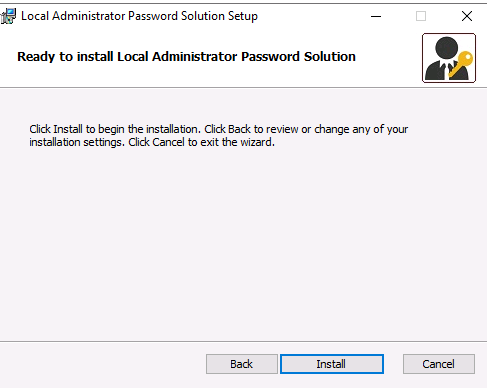 Local Administrator Password Solution Setup
Ready to install Local Administrator Password Solution
Click Install to begin the installation. Click Back to review or change any of your
installation settings. Click Cancel to exit the wizard.
Back Install Cancel